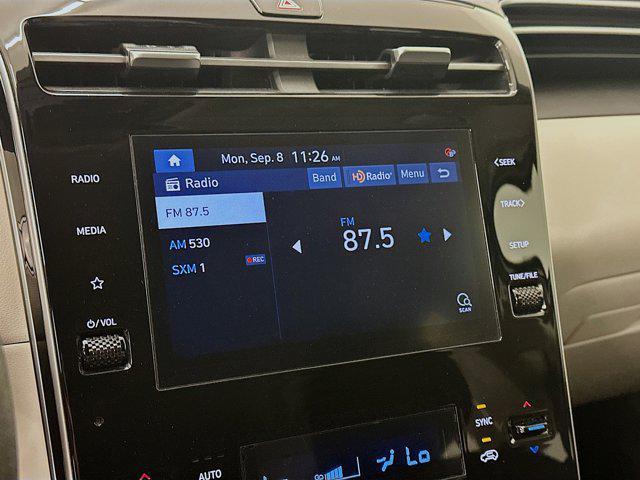 Mon, Sep. 8 11:26 AM
Radio Band HD Radio Menu
FM 87.5
AM 530
SXM 1 REC
FM
87.5
SCAN
RADIO
MEDIA
/VOL
<SEEK
TRACK>
SETUP
TUNE/FILE
AUTO
Lo
SYNC